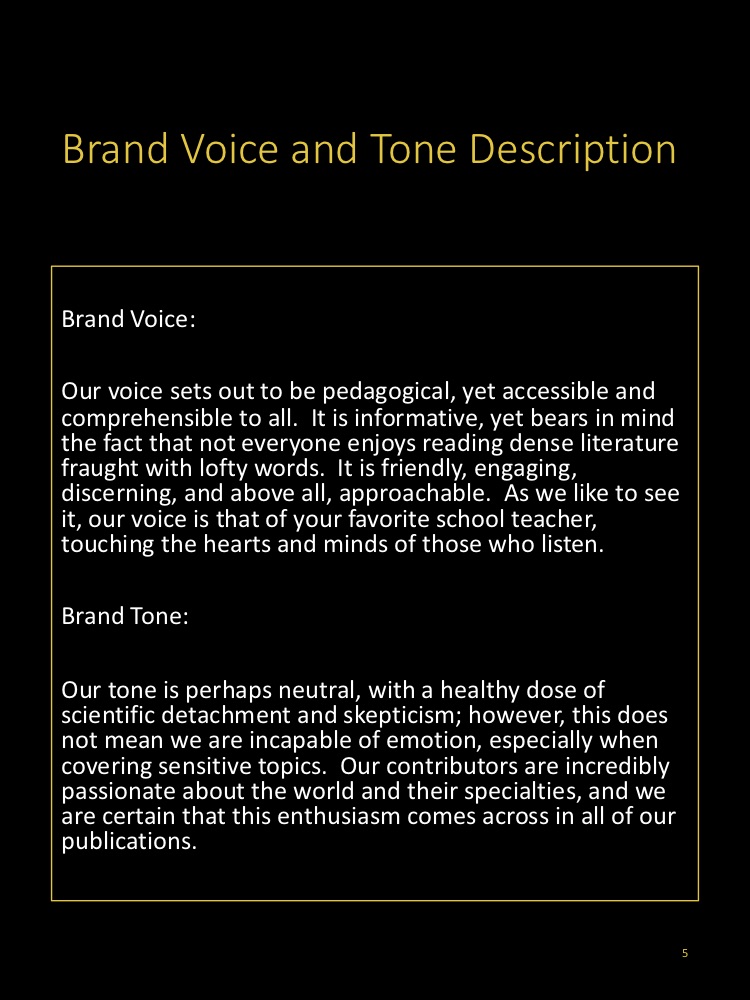 Brand Voice and Tone Description
Brand Voice:
Our voice sets out to be pedagogical, yet accessible and
comprehensible to all.  It is informative, yet bears in mind
the fact that not everyone enjoys reading dense literature
fraught with lofty words.  It is friendly, engaging,
discerning, and above all, approachable.  As we like to see
it, our voice is that of your favorite school teacher,
touching the hearts and minds of those who listen.
Brand Tone:
Our tone is perhaps neutral, with a healthy dose of
scientific detachment and skepticism; however, this does
not mean we are incapable of emotion, especially when
covering sensitive topics.  Our contributors are incredibly
passionate about the world and their specialties, and we
are certain that this enthusiasm comes across in all of our
publications.
5